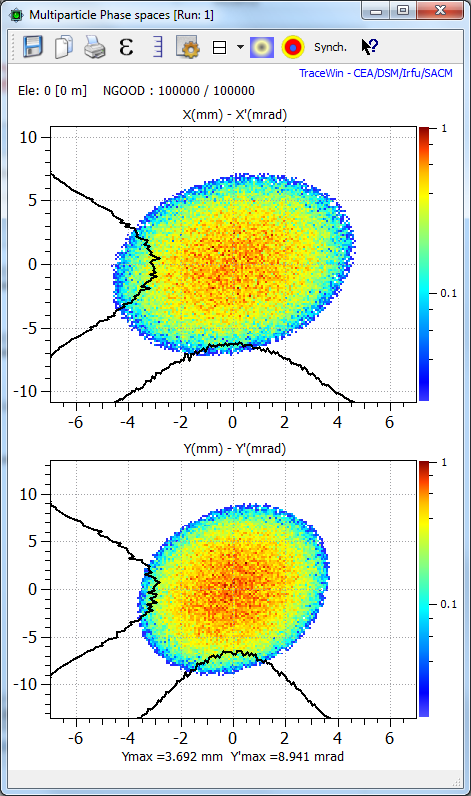 Multiparticle Phase spaces [Run: 1]
ε Synch. ?
TraceWin - CEA/DSM/Irfu/SACM
Ele: 0 [0 m] NGOOD : 100000 / 100000
X(mm) - X'(mrad)
10
5
0
-5
-10
-6 -4 -2 0 2 4 6
1
0.1
Y(mm) - Y'(mrad)
10
5
0
-5
-10
-6 -4 -2 0 2 4 6
1
0.1
Ymax =3.692 mm Y'max =8.941 mrad